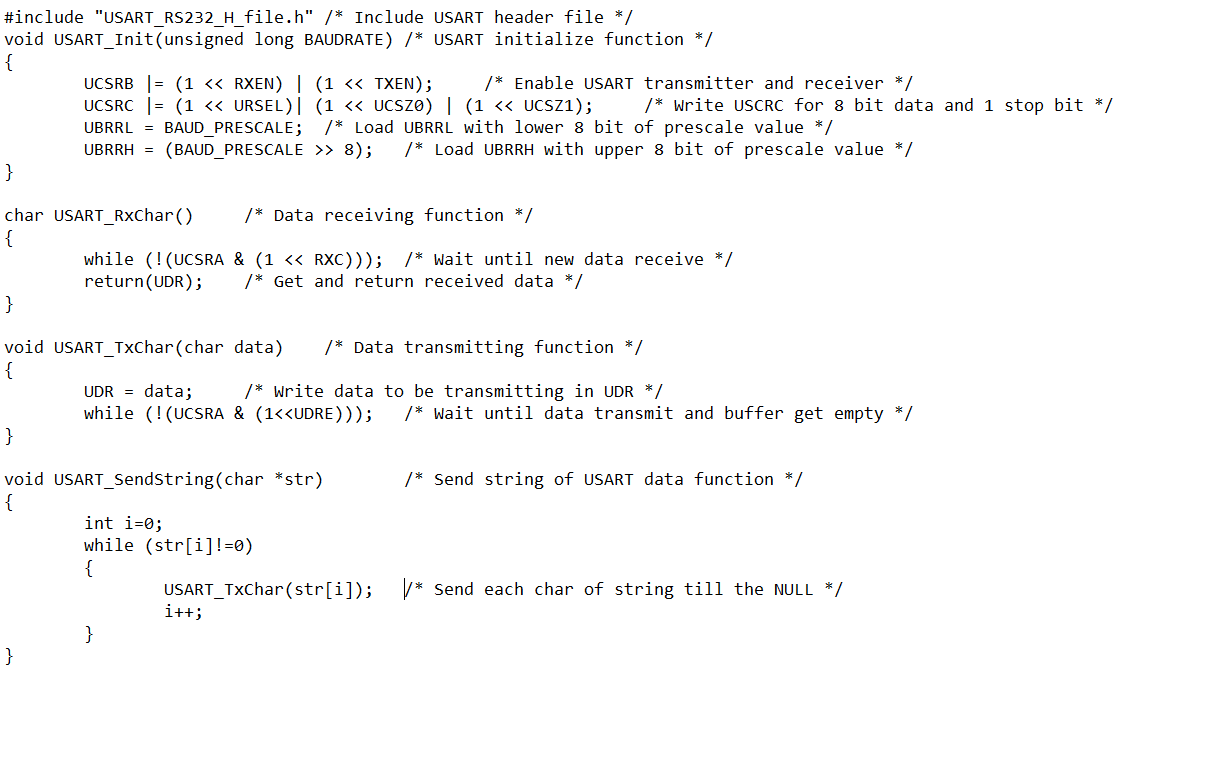 #include "USART_RS232_H_file.h" /* Include USART header file */
void USART_Init(unsigned long BAUDRATE) /* USART initialize function */
{
        UCSRB |= (1 << RXEN) | (1 << TXEN);     /* Enable USART transmitter and receiver */
        UCSRC |= (1 << URSEL)| (1 << UCSZ0) | (1 << UCSZ1);     /* Write USCRC for 8 bit data and 1 stop bit */
        UBRRL = BAUD_PRESCALE;  /* Load UBRRL with lower 8 bit of prescale value */
        UBRRH = (BAUD_PRESCALE >> 8);   /* Load UBRRH with upper 8 bit of prescale value */
}

char USART_RxChar()     /* Data receiving function */
{
        while (!(UCSRA & (1 << RXC)));  /* Wait until new data receive */
        return(UDR);    /* Get and return received data */
}

void USART_TxChar(char data)    /* Data transmitting function */
{
        UDR = data;     /* Write data to be transmitting in UDR */
        while (!(UCSRA & (1<<UDRE)));   /* Wait until data transmit and buffer get empty */
}

void USART_SendString(char *str)        /* Send string of USART data function */
{
        int i=0;
        while (str[i]!=0)
        {
                USART_TxChar(str[i]);   /* Send each char of string till the NULL */
                i++;
        }
}